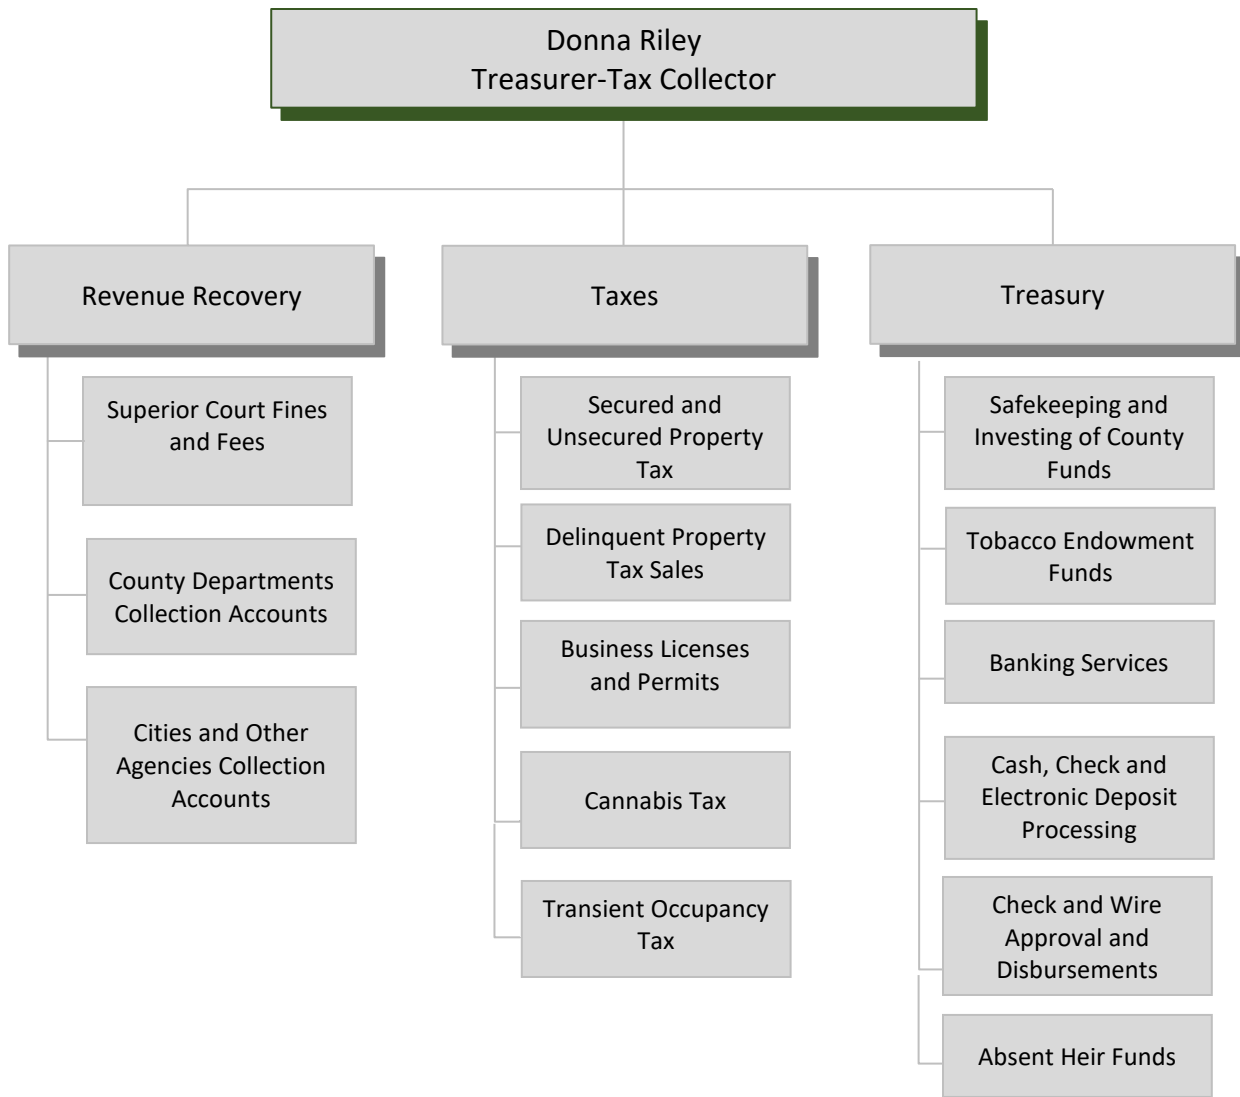 Donna Riley
Treasurer-Tax Collector
Revenue Recovery
Superior Court Fines
and Fees
County Departments
Collection Accounts
Cities and Other
Agencies Collection
Accounts
Taxes
Secured and
Unsecured Property
Tax
Delinquent Property
Tax Sales
Business Licenses
and Permits
Cannabis Tax
Transient Occupancy
Tax
Treasury
Safekeeping and
Investing of County
Funds
Tobacco Endowment
Funds
Banking Services
Cash, Check and
Electronic Deposit
Processing
Check and Wire
Approval and
Disbursements
Absent Heir Funds